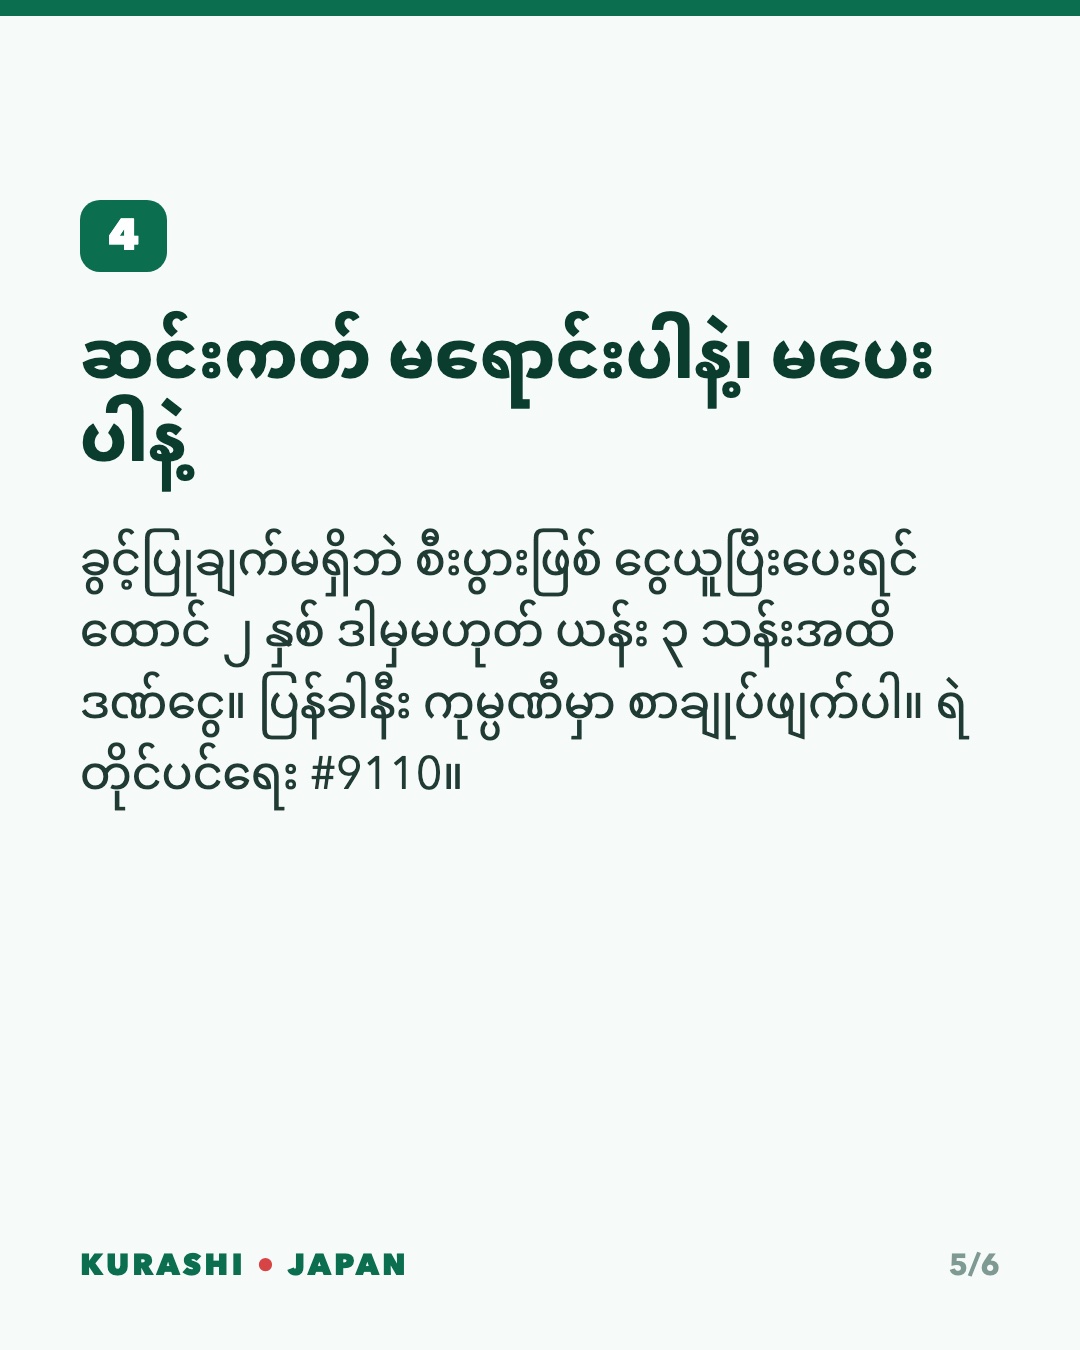 4
ဆင်းကတ် မရောင်းပါနဲ့၊ မပေး
ပါနဲ့
ခွင့်ပြုချက်မရှိဘဲ စီးပွားဖြစ် ငွေယူပြီးပေးရင်
ထောင် ၂ နှစ် ဒါမှမဟုတ် ယန်း ၃ သန်းအထိ
ဒဏ်ငွေ။ ပြန်ခါနီး ကုမ္ပဏီမှာ စာချုပ်ဖျက်ပါ။ ရဲ
တိုင်ပင်ရေး #9110။
KURASHI • JAPAN
5/6